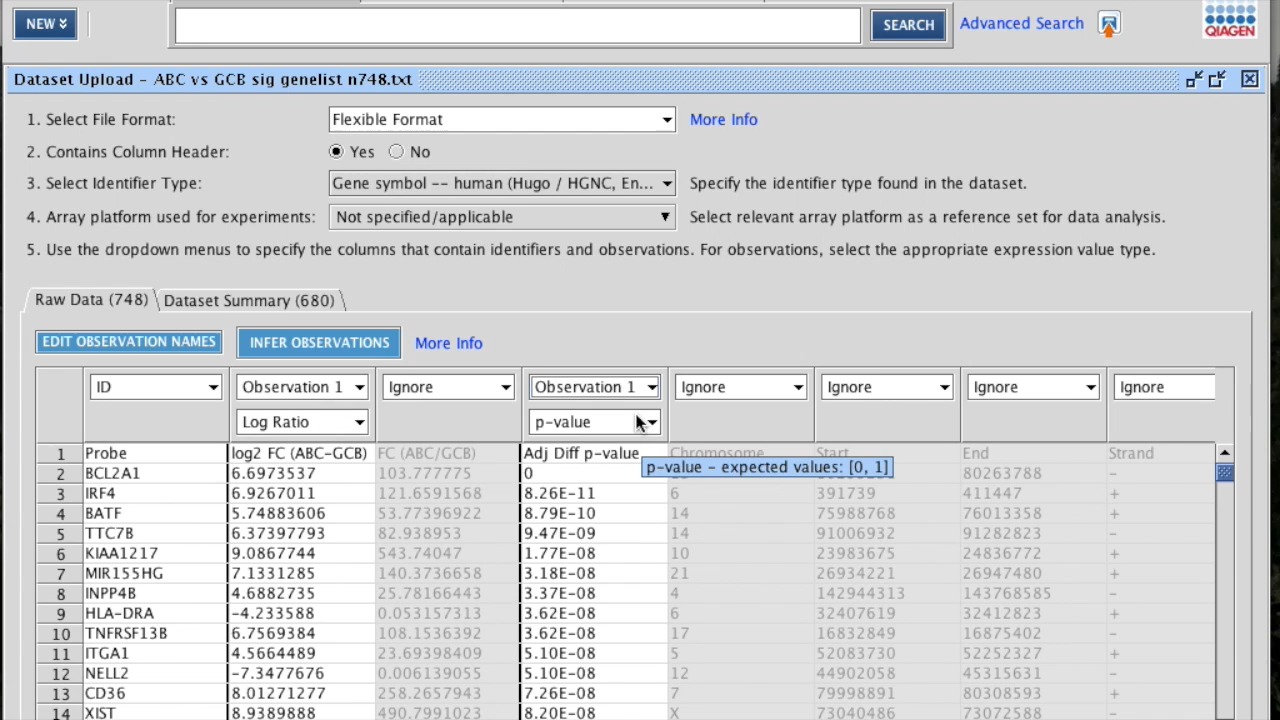 NEW
SEARCH
Advanced Search
QIAGEN
Dataset Upload - ABC vs GCB sig genelist n748.txt
1. Select File Format: Flexible Format More Info
2. Contains Column Header: Yes No
3. Select Identifier Type: Gene symbol -- human (Hugo / HGNC, En... Specify the identifier type found in the dataset.
4. Array platform used for experiments: Not specified/applicable Select relevant array platform as a reference set for data analysis.
5. Use the dropdown menus to specify the columns that contain identifiers and observations. For observations, select the appropriate expression value type.
Raw Data (748) Dataset Summary (680)
EDIT OBSERVATION NAMES INFER OBSERVATIONS More Info
ID Observation 1 Ignore Observation 1 Ignore Ignore Ignore Ignore
Log Ratio p-value
1 Probe log2 FC (ABC-GCB) FC (ABC/GCB) Adj Diff p-value Chromosome Start End Strand
p-value - expected values: [0, 1]
2 BCL2A1 6.6973537 103.777775 0 80263788 -
3 IRF4 6.9267011 121.6591568 8.26E-11 6 391739 411447 +
4 BATF 5.74883606 53.77396922 8.79E-10 14 75988768 76013358 +
5 TTC7B 6.37397793 82.938953 9.47E-09 14 91006932 91282823 -
6 KIAA1217 9.0867744 543.74047 1.77E-08 10 23983675 24836772 +
7 MIR155HG 7.1331285 140.3736658 3.18E-08 21 26934221 26947480 +
8 INPP4B 4.6882735 25.78166443 3.37E-08 4 142944313 143768585 -
9 HLA-DRA -4.233588 0.053157313 3.62E-08 6 32407619 32412823 +
10 TNFRSF13B 6.7569384 108.1536392 3.62E-08 17 16832849 16875402 -
11 ITGA1 4.5664489 23.69398409 5.10E-08 5 52083730 52252327 +
12 NELL2 -7.3477676 0.006139055 5.10E-08 12 44902058 45315631 -
13 CD36 8.01271277 258.2657943 7.26E-08 7 79998891 80308593 +
14 XIST 8.9389888 490.7991023 8.20E-08 X 73040486 73072588 -